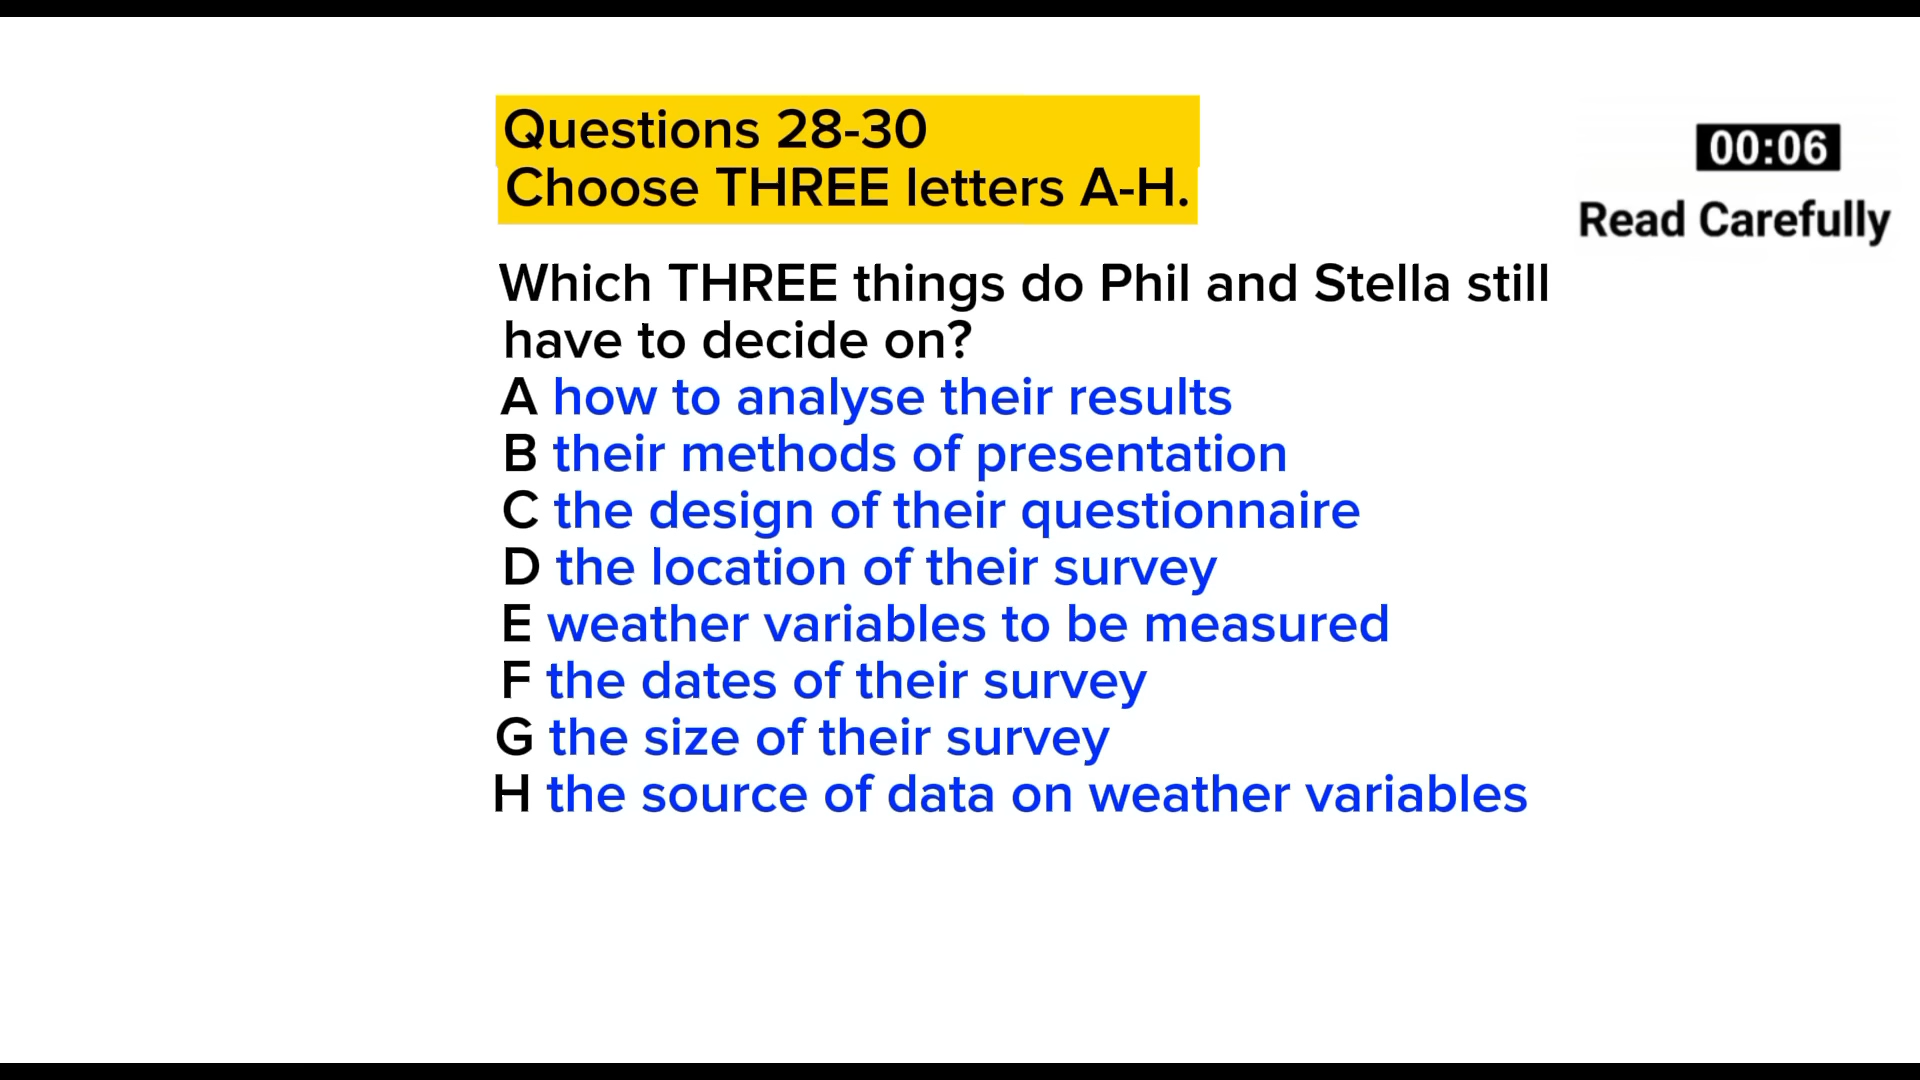 Questions 28-30
Choose THREE letters A-H.
00:06
Read Carefully
Which THREE things do Phil and Stella still
have to decide on?
A how to analyse their results
B their methods of presentation
C the design of their questionnaire
D the location of their survey
E weather variables to be measured
F the dates of their survey
G the size of their survey
H the source of data on weather variables